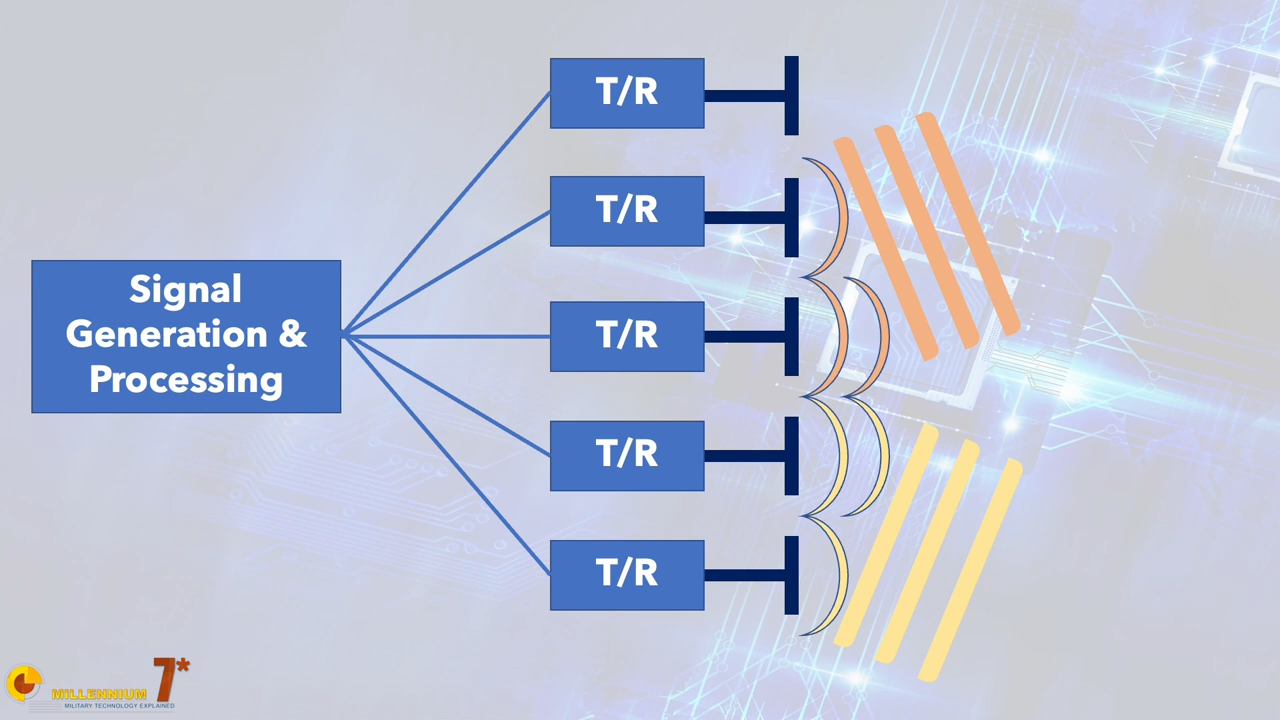 T/R
T/R
Signal
Generation &
Processing
T/R
T/R
T/R
MILLENNIUM 7*
MILITARY TECHNOLOGY EXPLAINED